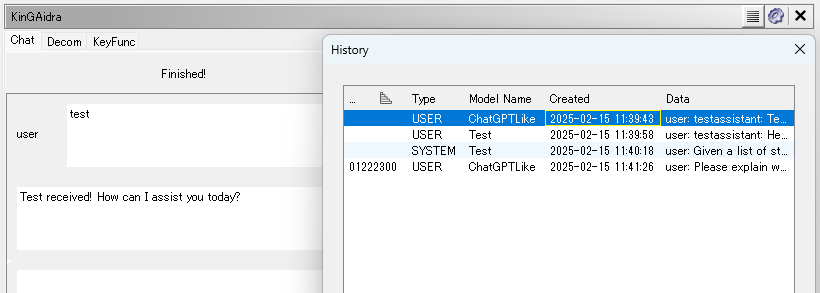 KinGAidra
Chat Decom KeyFunc
Finished!
user
test
Test received! How can I assist you today?
History
... Type Model Name Created Data
USER ChatGPTLike 2025-02-15 11:39:43 user: testassistant: Te...
USER Test 2025-02-15 11:39:58 user: testassistant: He...
SYSTEM Test 2025-02-15 11:40:18 user: Given a list of st...
01222300 USER ChatGPTLike 2025-02-15 11:41:26 user: Please explain w...